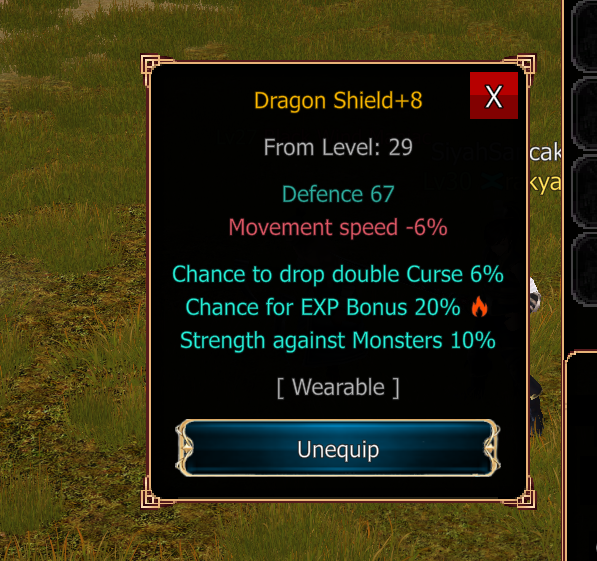 Dragon Shield+8
X
From Level: 29
Defence 67
Movement speed -6%
Chance to drop double Curse 6%
Chance for EXP Bonus 20%
Strength against Monsters 10%
[ Wearable ]
Unequip